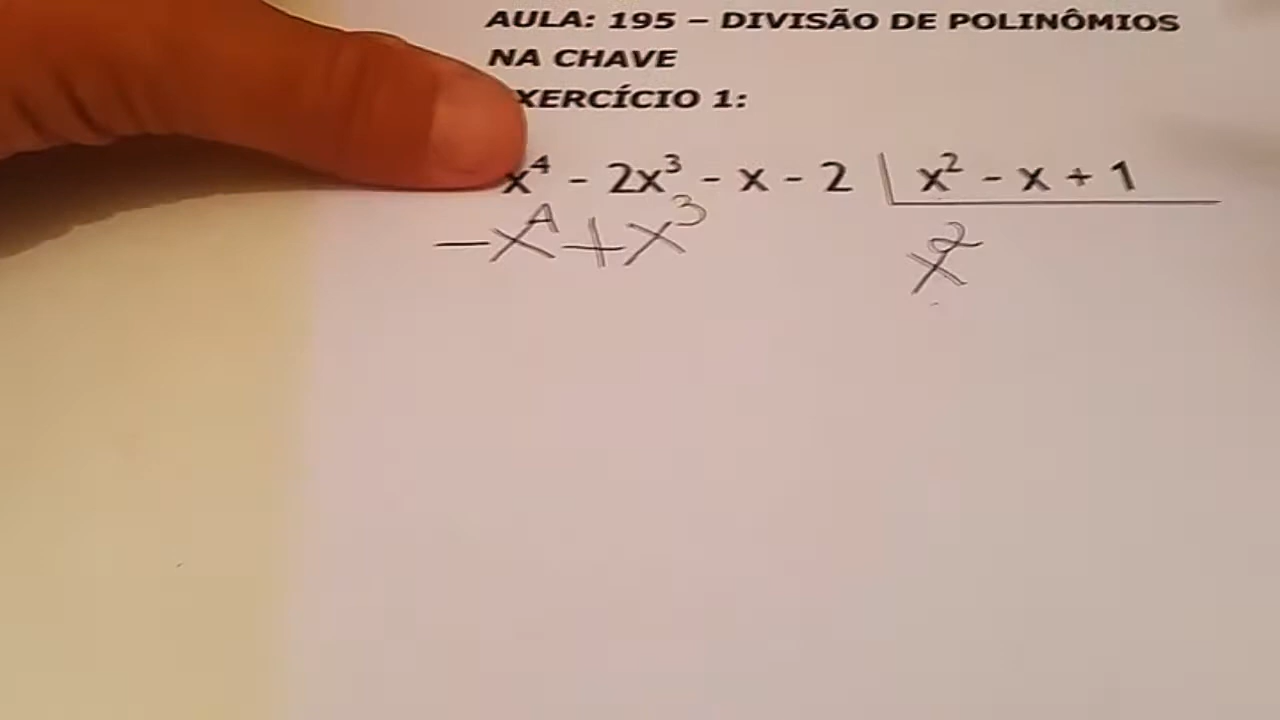 AULA: 195 – DIVISÃO DE POLINÔMIOS
NA CHAVE
XERCÍCIO 1:
x⁴ - 2x³ - x - 2 | x² - x + 1
-x⁴ + x³ x²